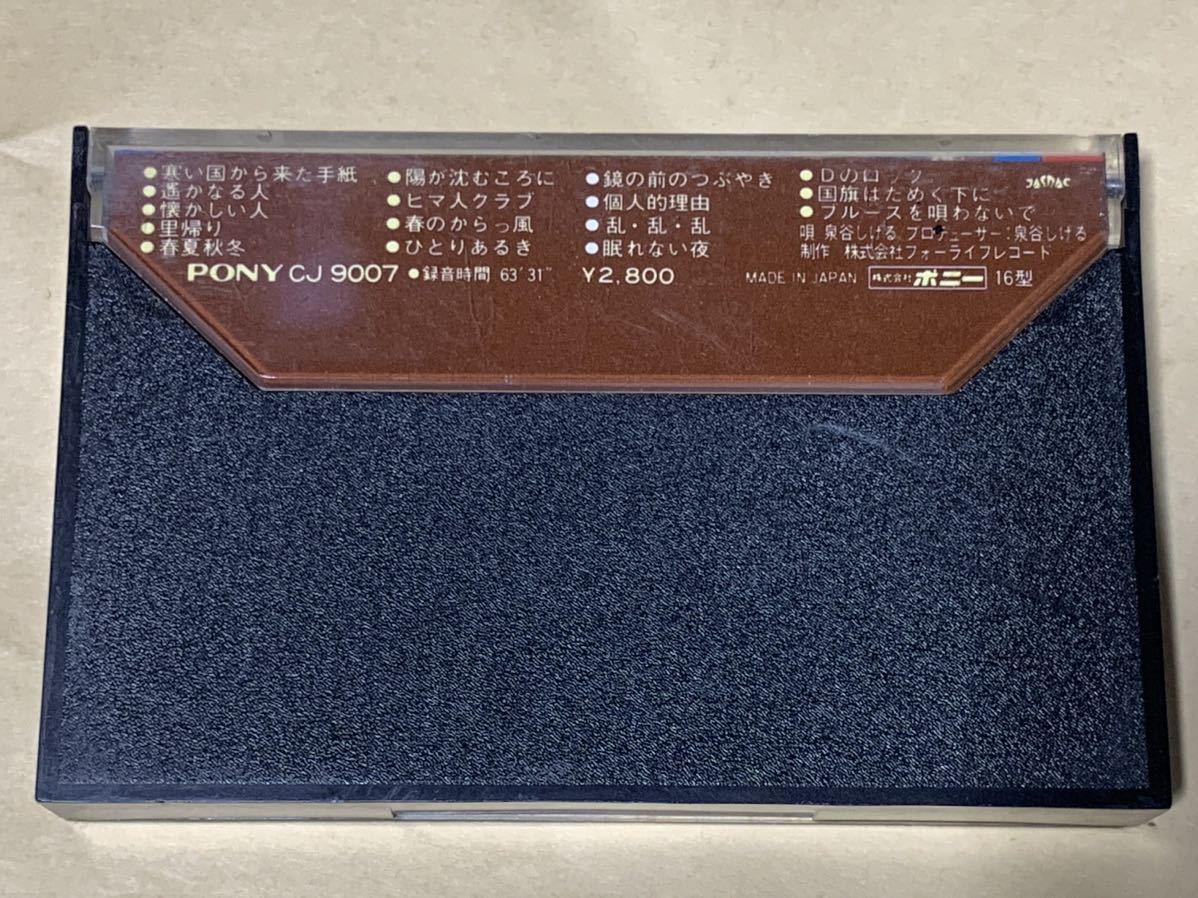 ●寒い国から来た手紙
●遥かなる人
●懐かしい人
●里帰り
●春夏秋冬
●陽が沈むころに
●ヒマ人クラブ
●春のからっ風
●ひとりあるき
●鏡の前のつぶやき
●個人的理由
●乱・乱・乱
●眠れない夜
●Dのロック
●国旗はためく下に
●ブルースを唄わないで
JASRAC
唄 泉谷しげる プロデューサー:泉谷しげる
制作 株式会社フォーライフレコード
PONY CJ 9007 ●録音時間 63'31" ¥2,800 MADE IN JAPAN 株式会社 ポニー 16型